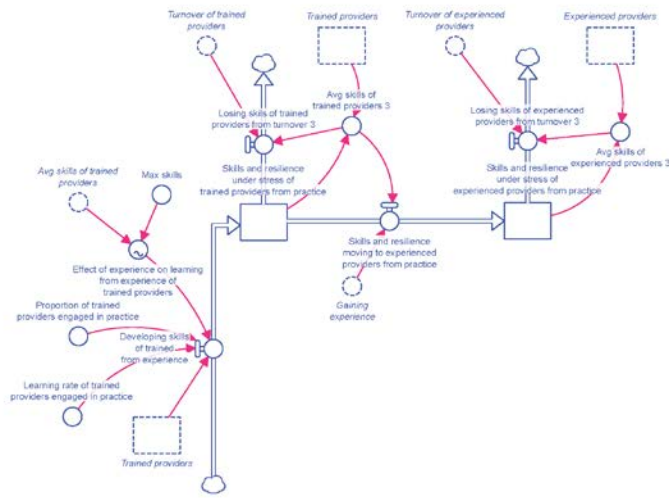 Turnover of trained
providers
Trained providers
Turnover of experienced
providers
Experienced providers
Avg skills of
trained providers 3
Losing skils of trained
providers from turnover 3
Losing skills of experienced
providers from turnover 3
Avg skills of
experienced providers 3
Skills and resilience
under stress of
trained providers from practice
Skills and resilience
under stress of
experienced providers from practice
Avg skills of trained
providers
Max skills
Skills and resilience
moving to experienced
providers from practice
Effect of experience on learning
from experience of
trained providers
Gaining
experience
Proportion of trained
providers engaged in practice
Developing skills
of trained
from experience
Learning rate of trained
providers engaged in practice
Trained providers